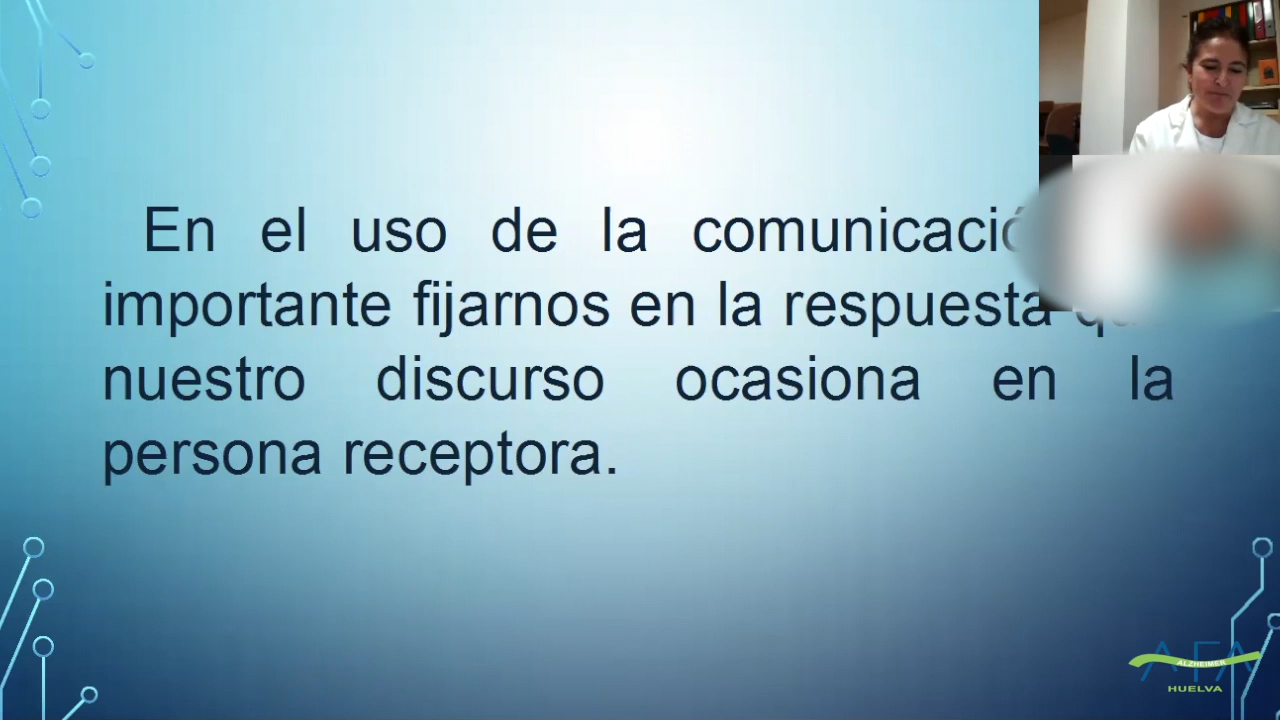 En el uso de la
importante fijarnos en la respuesta
nuestro discurso ocasiona en la
persona receptora.
AFA
ALZHEIMER
HUELVA